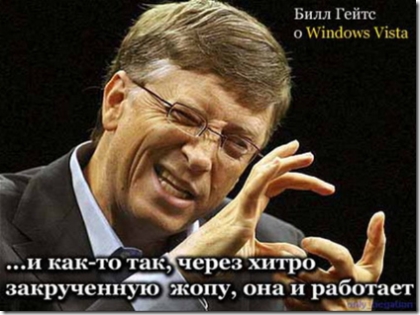 Билл Гейтс
о Windows Vista
...и как-то так, через хитро
закрученную жопу, она и работает